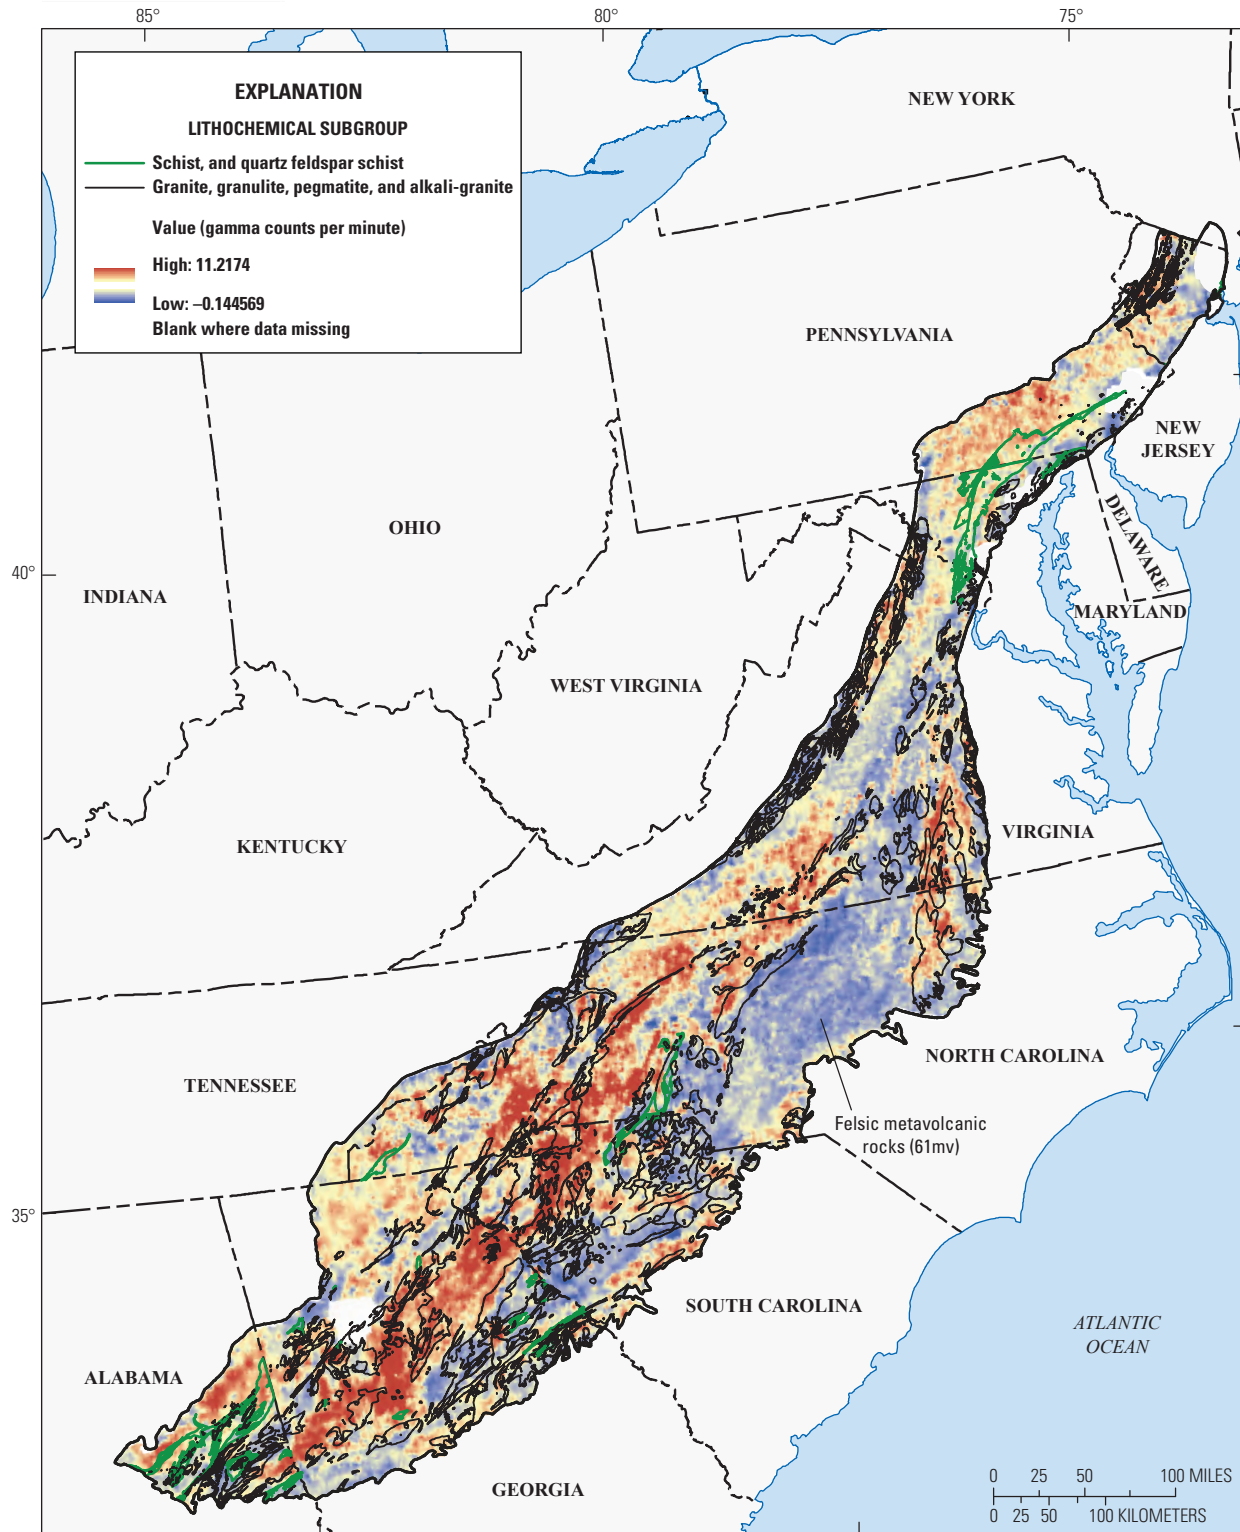 85°
80°
75°
EXPLANATION
LITHOCHEMICAL SUBGROUP
Schist, and quartz feldspar schist
Granite, granulite, pegmatite, and alkali-granite
Value (gamma counts per minute)
High: 11.2174
Low: –0.144569
Blank where data missing
NEW YORK
PENNSYLVANIA
NEW
JERSEY
OHIO
DELAWARE
40°
INDIANA
MARYLAND
WEST VIRGINIA
VIRGINIA
KENTUCKY
NORTH CAROLINA
TENNESSEE
Felsic metavolcanic
rocks (61mv)
35°
SOUTH CAROLINA
ATLANTIC
OCEAN
ALABAMA
GEORGIA
0 25 50 100 MILES
0 25 50 100 KILOMETERS